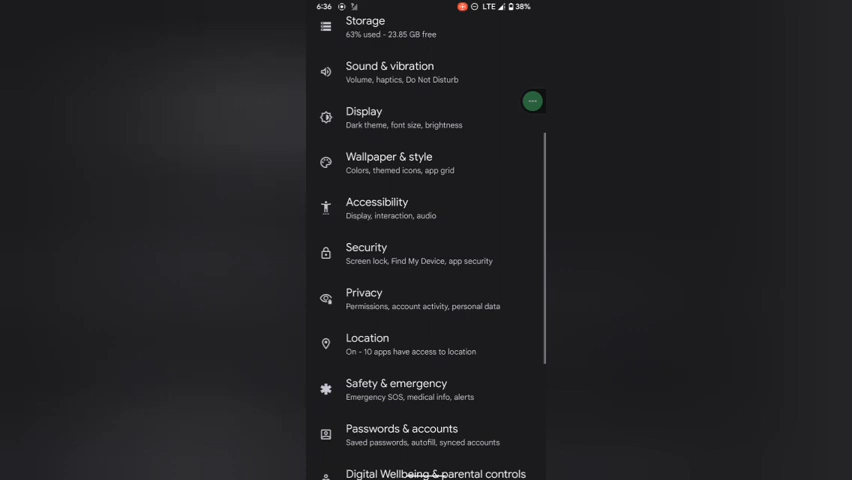 6:36 LTE 38%
Storage
63% used - 23.85 GB free
Sound & vibration
Volume, haptics, Do Not Disturb
Display
Dark theme, font size, brightness
Wallpaper & style
Colors, themed icons, app grid
Accessibility
Display, interaction, audio
Security
Screen lock, Find My Device, app security
Privacy
Permissions, account activity, personal data
Location
On - 10 apps have access to location
Safety & emergency
Emergency SOS, medical info, alerts
Passwords & accounts
Saved passwords, autofill, synced accounts
Digital Wellbeing & parental controls